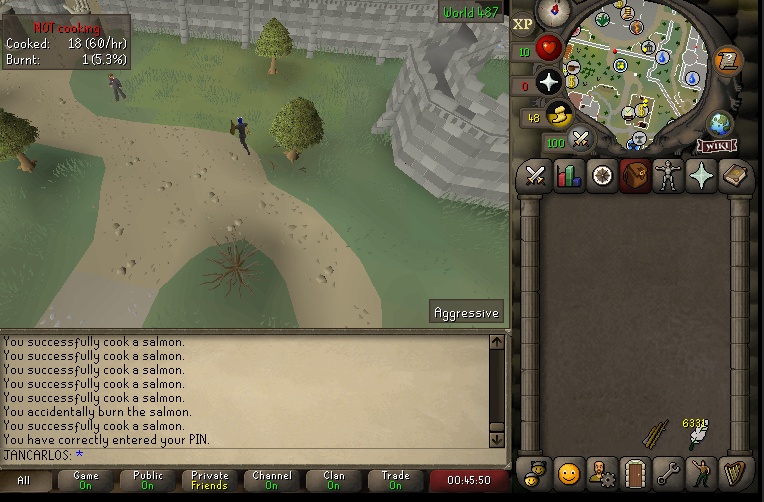 NOT cooking
Cooked: 18 (60/hr)
Burnt: 1 (5.3%)
World 487
XP
10
0
48
100
WIKI
Aggressive
6331
You successfully cook a salmon.
You successfully cook a salmon.
You successfully cook a salmon.
You successfully cook a salmon.
You successfully cook a salmon.
You accidentally burn the salmon.
You successfully cook a salmon.
You have correctly entered your PIN.
JANCARLOS: *
All
Game
On
Public
On
Private
Friends
Channel
On
Clan
On
Trade
On
00:45:50